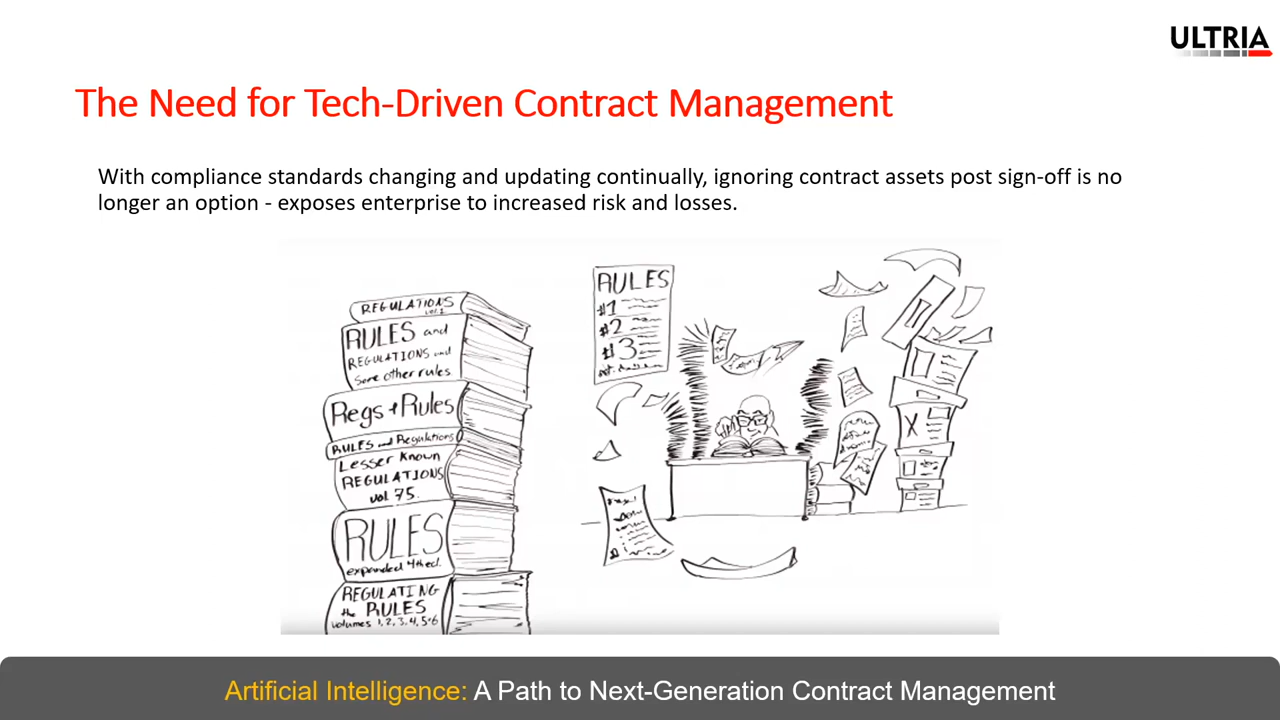 ULTRIA
The Need for Tech-Driven Contract Management
With compliance standards changing and updating continually, ignoring contract assets post sign-off is no
longer an option - exposes enterprise to increased risk and losses.
REGULATIONS
vol.1
RULES and
REGULATIONS and
Some other rules
Regs + Rules
RULES and Regulations
Lesser Known
REGULATIONS
vol. 75.
RULES
expanded 4th ed.
REGULATING
the RULES
volumes 1, 2, 3, 4, 5+6
RULES
#1
#2
#3
X
Artificial Intelligence: A Path to Next-Generation Contract Management